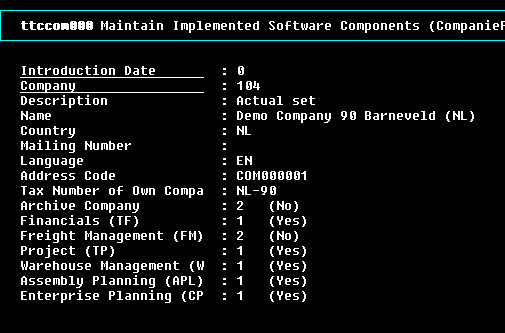 ttccom000 Maintain Implemented Software Components (Companie
Introduction Date : 0
Company : 104
Description : Actual set
Name : Demo Company 90 Barneveld (NL)
Country : NL
Mailing Number :
Language : EN
Address Code : COM000001
Tax Number of Own Compa : NL-90
Archive Company : 2 (No)
Financials (TF) : 1 (Yes)
Freight Management (FM) : 2 (No)
Project (TP) : 1 (Yes)
Warehouse Management (W : 1 (Yes)
Assembly Planning (APL) : 1 (Yes)
Enterprise Planning (CP : 1 (Yes)